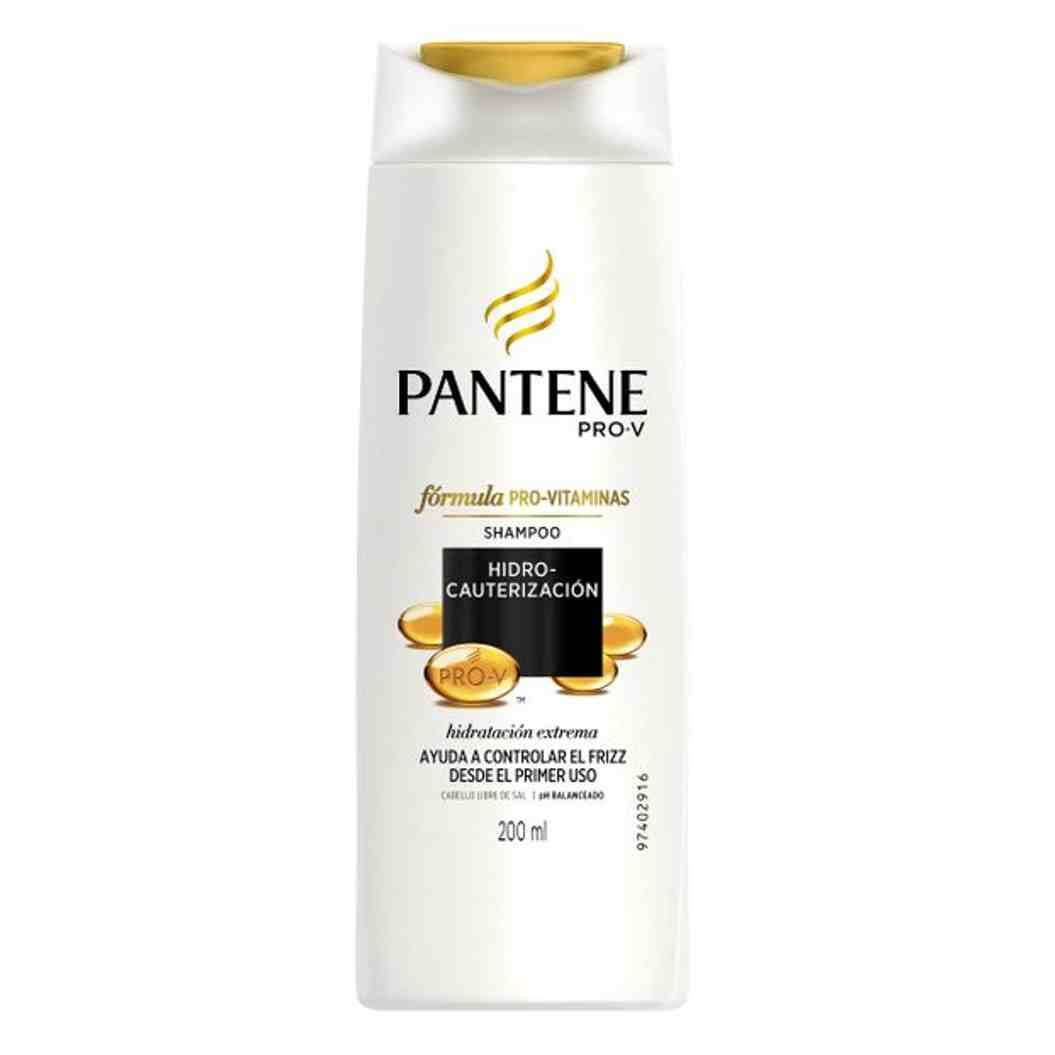 PANTENE
PRO-V
fórmula PRO-VITAMINAS
SHAMPOO
HIDRO-
CAUTERIZACIÓN
PRO-V
TM
hidratación extrema
AYUDA A CONTROLAR EL FRIZZ
DESDE EL PRIMER USO
CABELLO LIBRE DE SAL | pH BALANCEADO
200 ml
97402916